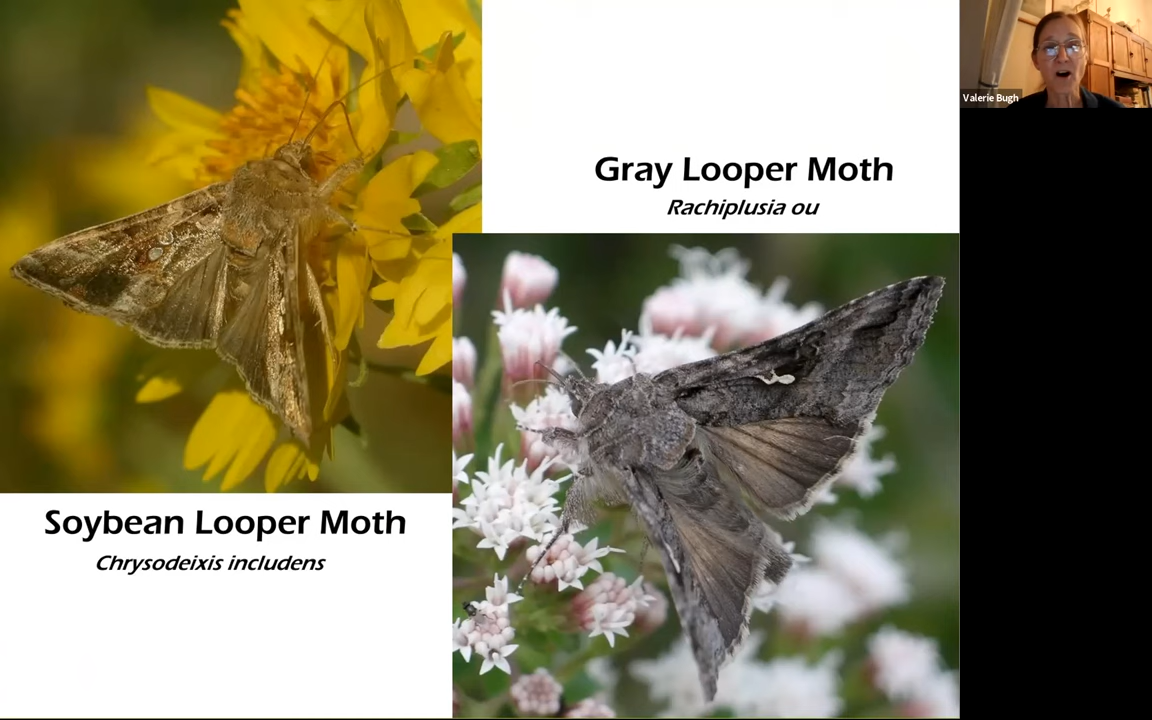 Valerie Bugh
Gray Looper Moth
Rachiplusia ou
Soybean Looper Moth
Chrysodeixis includens